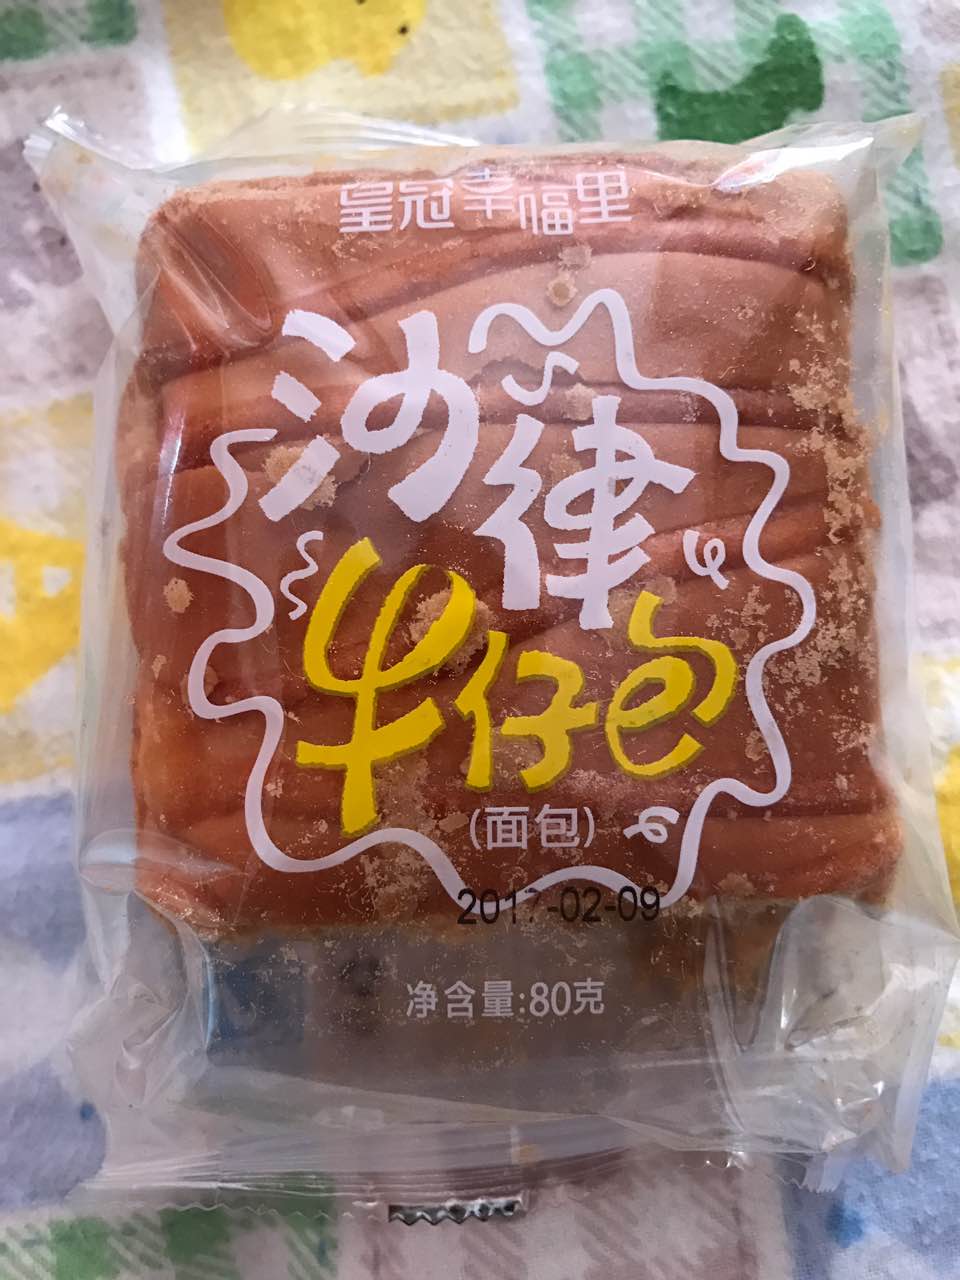 皇冠幸福里
沙律
牛仔包
(面包)
2017-02-09
净含量:80克